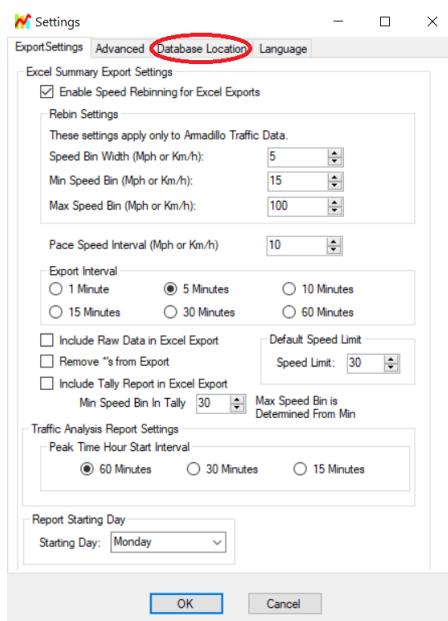 Settings
ExportSettings Advanced Database Location Language
Excel Summary Export Settings
Enable Speed Rebinning for Excel Exports
Rebin Settings
These settings apply only to Armadillo Traffic Data.
Speed Bin Width (Mph or Km/h): 5
Min Speed Bin (Mph or Km/h): 15
Max Speed Bin (Mph or Km/h): 100
Pace Speed Interval (Mph or Km/h) 10
Export Interval
1 Minute 5 Minutes 10 Minutes
15 Minutes 30 Minutes 60 Minutes
Include Raw Data in Excel Export
Default Speed Limit
Remove *'s from Export
Speed Limit: 30
Include Tally Report in Excel Export
Min Speed Bin In Tally 30
Max Speed Bin is
Determined From Min
Traffic Analysis Report Settings
Peak Time Hour Start Interval
60 Minutes 30 Minutes 15 Minutes
Report Starting Day
Starting Day: Monday
OK Cancel